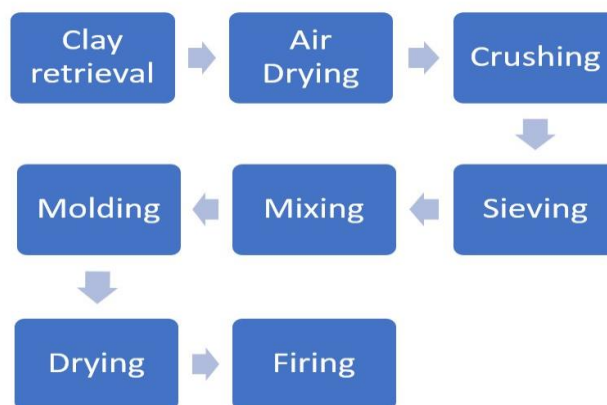 Clay
retrieval
Air
Drying
Crushing
Sieving
Mixing
Molding
Drying
Firing